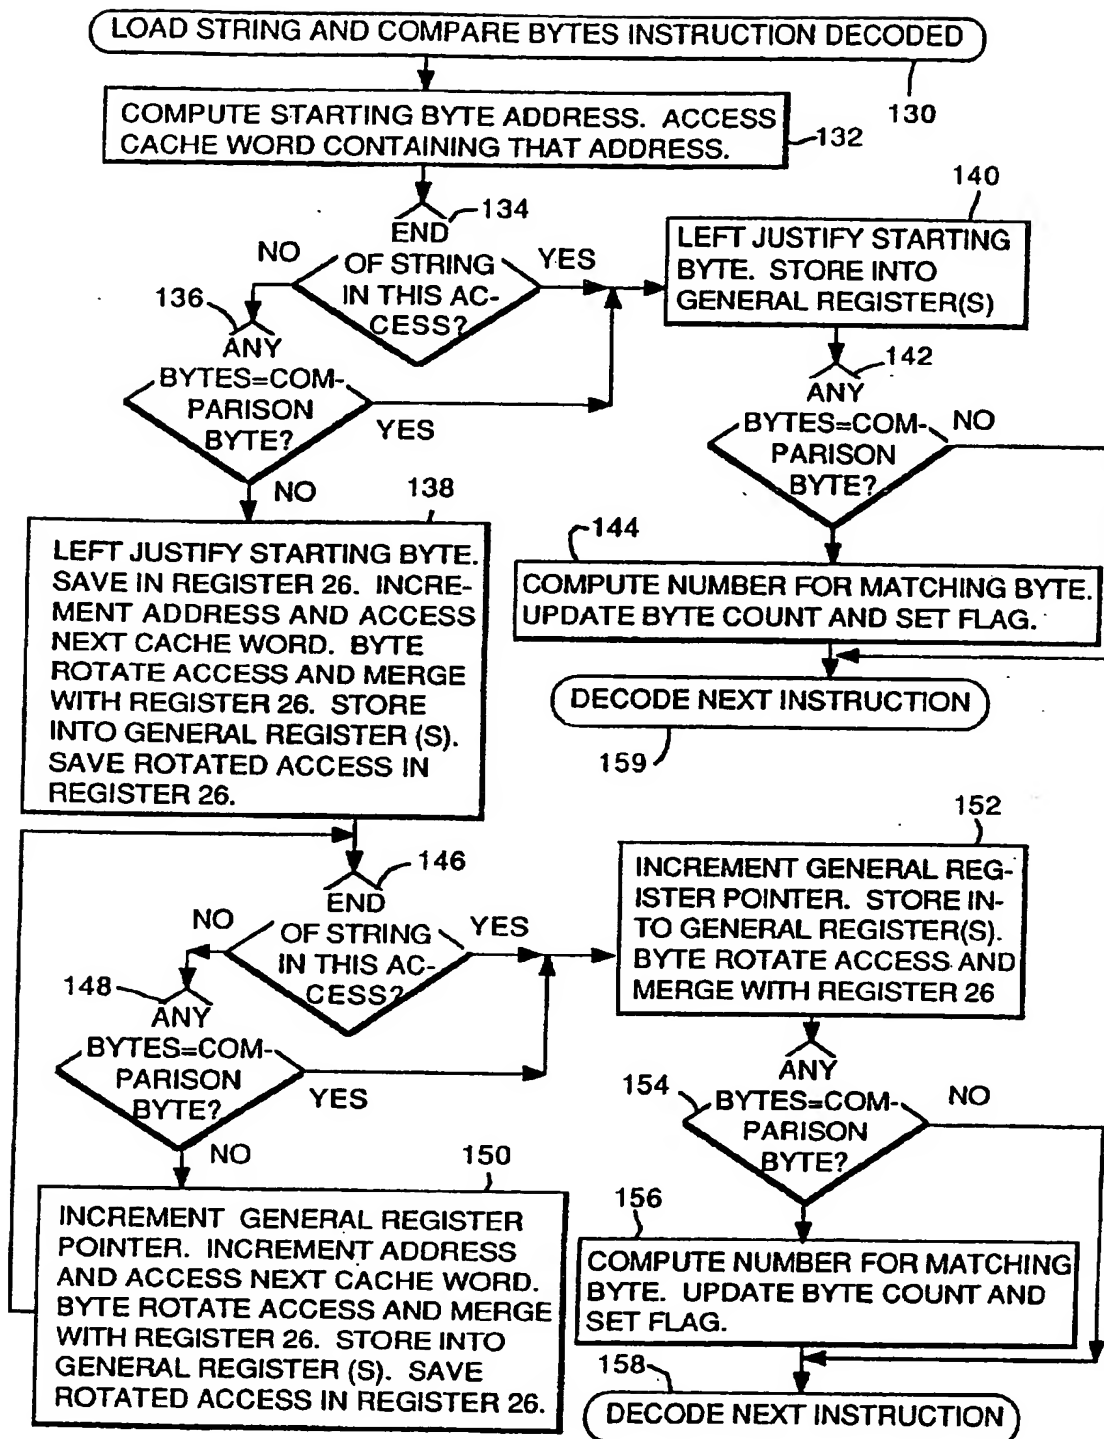 LOAD STRING AND COMPARE BYTES INSTRUCTION DECODED
130
COMPUTE STARTING BYTE ADDRESS. ACCESS
CACHE WORD CONTAINING THAT ADDRESS.
132
134
END
OF STRING
IN THIS AC-
CESS?
NO
YES
136
ANY
BYTES=COM-
PARISON
BYTE?
YES
NO
140
LEFT JUSTIFY STARTING
BYTE. STORE INTO
GENERAL REGISTER(S)
142
ANY
BYTES=COM-
PARISON
BYTE?
NO
144
COMPUTE NUMBER FOR MATCHING BYTE.
UPDATE BYTE COUNT AND SET FLAG.
DECODE NEXT INSTRUCTION
159
138
LEFT JUSTIFY STARTING BYTE.
SAVE IN REGISTER 26. INCRE-
MENT ADDRESS AND ACCESS
NEXT CACHE WORD. BYTE
ROTATE ACCESS AND MERGE
WITH REGISTER 26. STORE
INTO GENERAL REGISTER (S).
SAVE ROTATED ACCESS IN
REGISTER 26.
146
END
OF STRING
IN THIS AC-
CESS?
NO
YES
148
ANY
BYTES=COM-
PARISON
BYTE?
YES
NO
150
INCREMENT GENERAL REGISTER
POINTER. INCREMENT ADDRESS
AND ACCESS NEXT CACHE WORD.
BYTE ROTATE ACCESS AND MERGE
WITH REGISTER 26. STORE INTO
GENERAL REGISTER (S). SAVE
ROTATED ACCESS IN REGISTER 26.
152
INCREMENT GENERAL REG-
ISTER POINTER. STORE IN-
TO GENERAL REGISTER(S).
BYTE ROTATE ACCESS AND
MERGE WITH REGISTER 26
154
ANY
BYTES=COM-
PARISON
BYTE?
NO
156
COMPUTE NUMBER FOR MATCHING
BYTE. UPDATE BYTE COUNT AND
SET FLAG.
158
DECODE NEXT INSTRUCTION